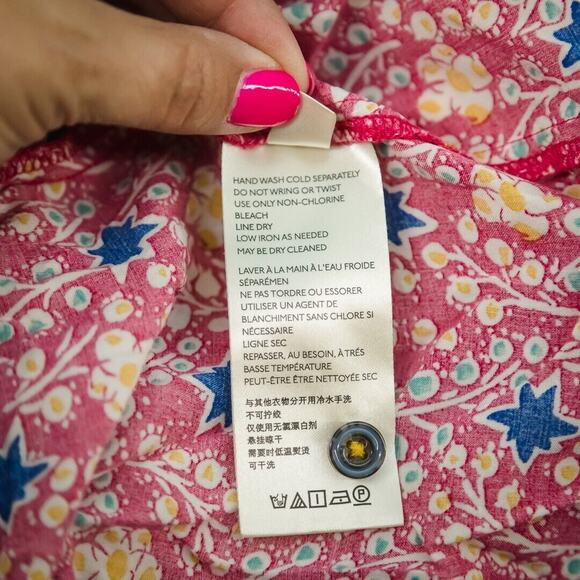 HAND WASH COLD SEPARATELY
DO NOT WRING OR TWIST
USE ONLY NON-CHLORINE
BLEACH
LINE DRY
LOW IRON AS NEEDED
MAY BE DRY CLEANED
LAVER À LA MAIN À L'EAU FROIDE
SÉPARÉMEN
NE PAS TORDRE OU ESSORER
UTILISER UN AGENT DE
BLANCHIMENT SANS CHLORE SI
NÉCESSAIRE
LIGNE SEC
REPASSER, AU BESOIN, À TRÉS
BASSE TEMPÉRATURE
PEUT-ÊTRE ÊTRE NETTOYÉE SEC
与其他衣物分开用冷水手洗
不可拧绞
仅使用无氯漂白剂
悬挂晾干
需要时低温熨烫
可干洗